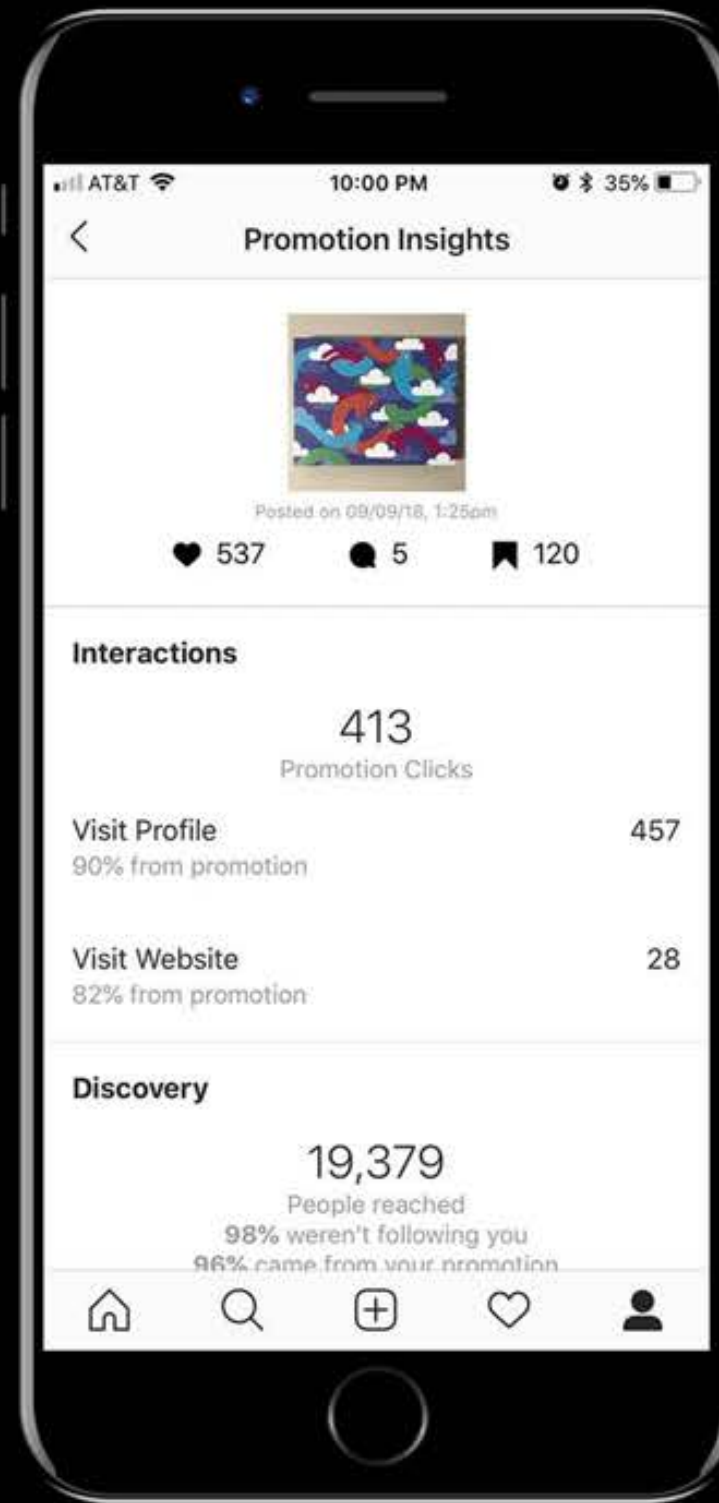 AT&T 10:00 PM 35%
Promotion Insights
Posted on 09/09/18, 1:25pm
537 5 120
Interactions
413
Promotion Clicks
Visit Profile 457
90% from promotion
Visit Website 28
82% from promotion
Discovery
19,379
People reached
98% weren't following you
96% came from your promotion